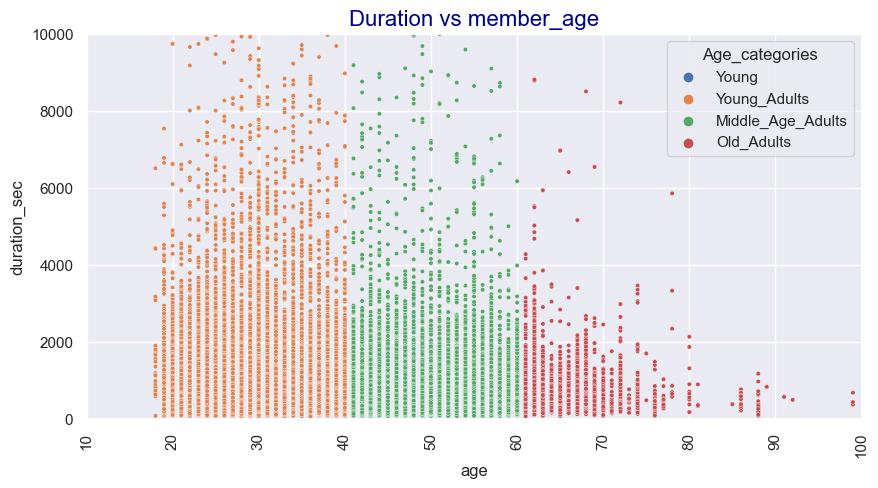 Duration vs member_age
Age_categories
Young
Young_Adults
Middle_Age_Adults
Old_Adults
duration_sec
10000
8000
6000
4000
2000
0
10 20 30 40 50 60 70 80 90 100
age